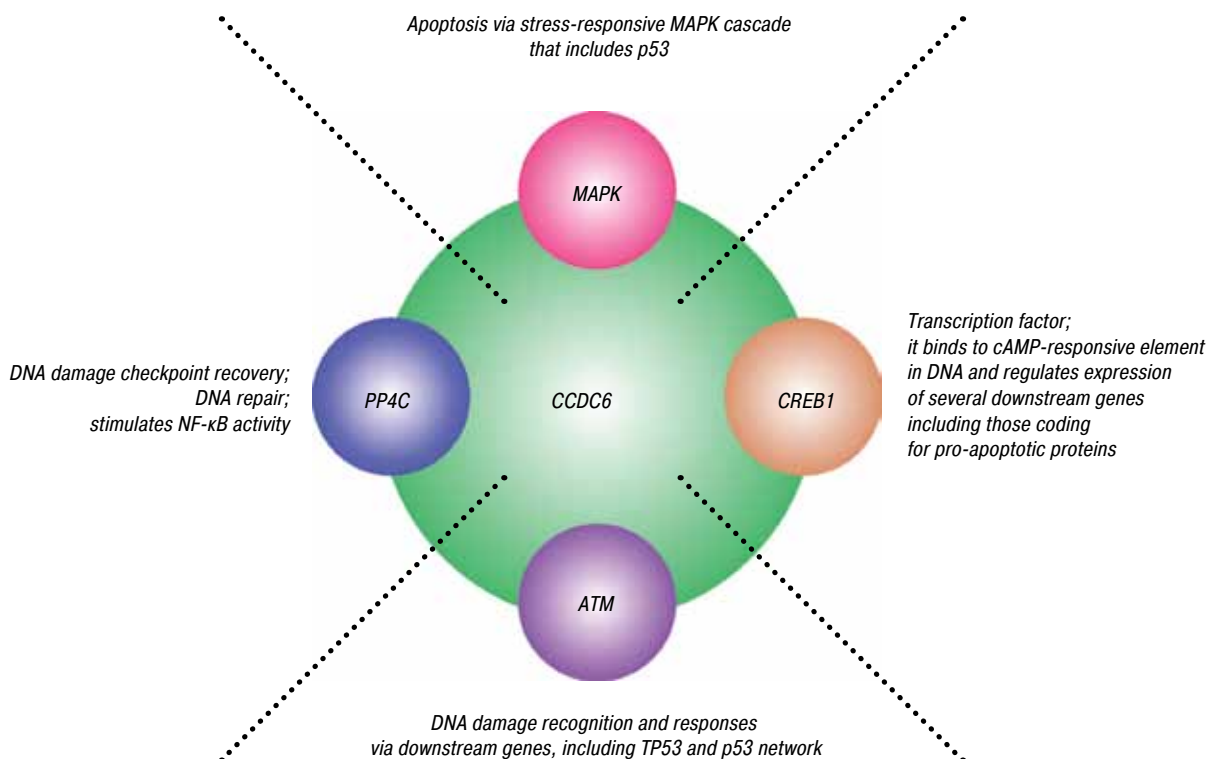 Apoptosis via stress-responsive MAPK cascade
that includes p53
MAPK
DNA damage checkpoint recovery;
DNA repair;
stimulates NF-κB activity
PP4C
CCDC6
CREB1
Transcription factor;
it binds to cAMP-responsive element
in DNA and regulates expression
of several downstream genes
including those coding
for pro-apoptotic proteins
ATM
DNA damage recognition and responses
via downstream genes, including TP53 and p53 network